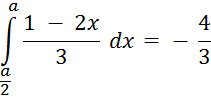 ∫_{a/2}^{a} (1 − 2x)/3 dx = − 4/3